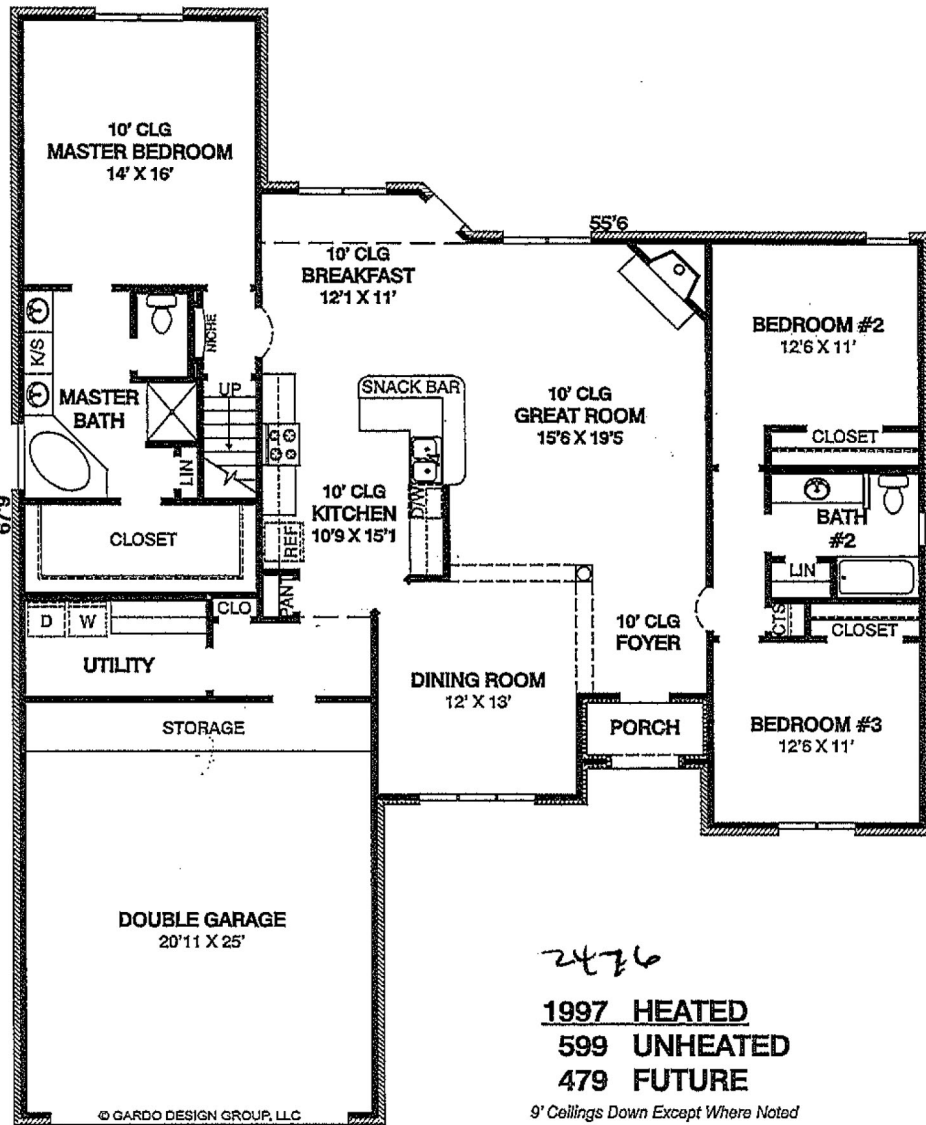 10' CLG
MASTER BEDROOM
14' X 16'
55'6
10' CLG
BREAKFAST
12'1 X 11'
BEDROOM #2
12'6 X 11'
NICHE
K/S
MASTER
BATH
UP
SNACK BAR
10' CLG
GREAT ROOM
15'6 X 19'5
CLOSET
LIN
10' CLG
KITCHEN
10'9 X 15'1
D/W
BATH
#2
67'9
CLOSET
REF
LIN
PANT
CLO
D W
UTILITY
10' CLG
FOYER
CTS
CLOSET
DINING ROOM
12' X 13'
STORAGE
PORCH
BEDROOM #3
12'6 X 11'
DOUBLE GARAGE
20'11 X 25'
2476
1997 HEATED
599 UNHEATED
479 FUTURE
9' Ceilings Down Except Where Noted
© GARDO DESIGN GROUP, LLC